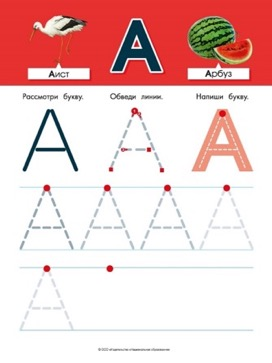 А
Аист
Арбуз
Рассмотри букву. Обведи линии. Напиши букву.
А А А
А А А А
А